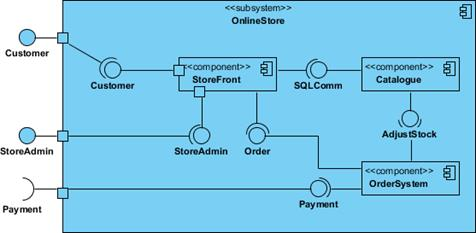 <<subsystem>>
OnlineStore
Customer
<<component>>
StoreFront
<<component>>
Catalogue
Customer
SQLComm
StoreAdmin
StoreAdmin
Order
AdjustStock
<<component>>
OrderSystem
Payment
Payment